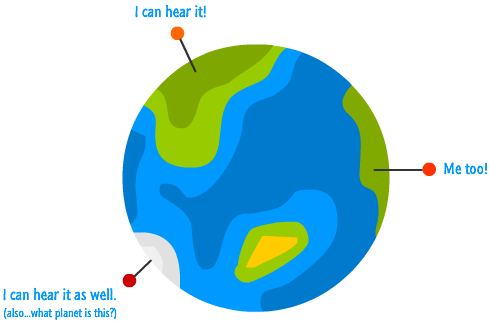 I can hear it!
Me too!
I can hear it as well.
(also...what planet is this?)